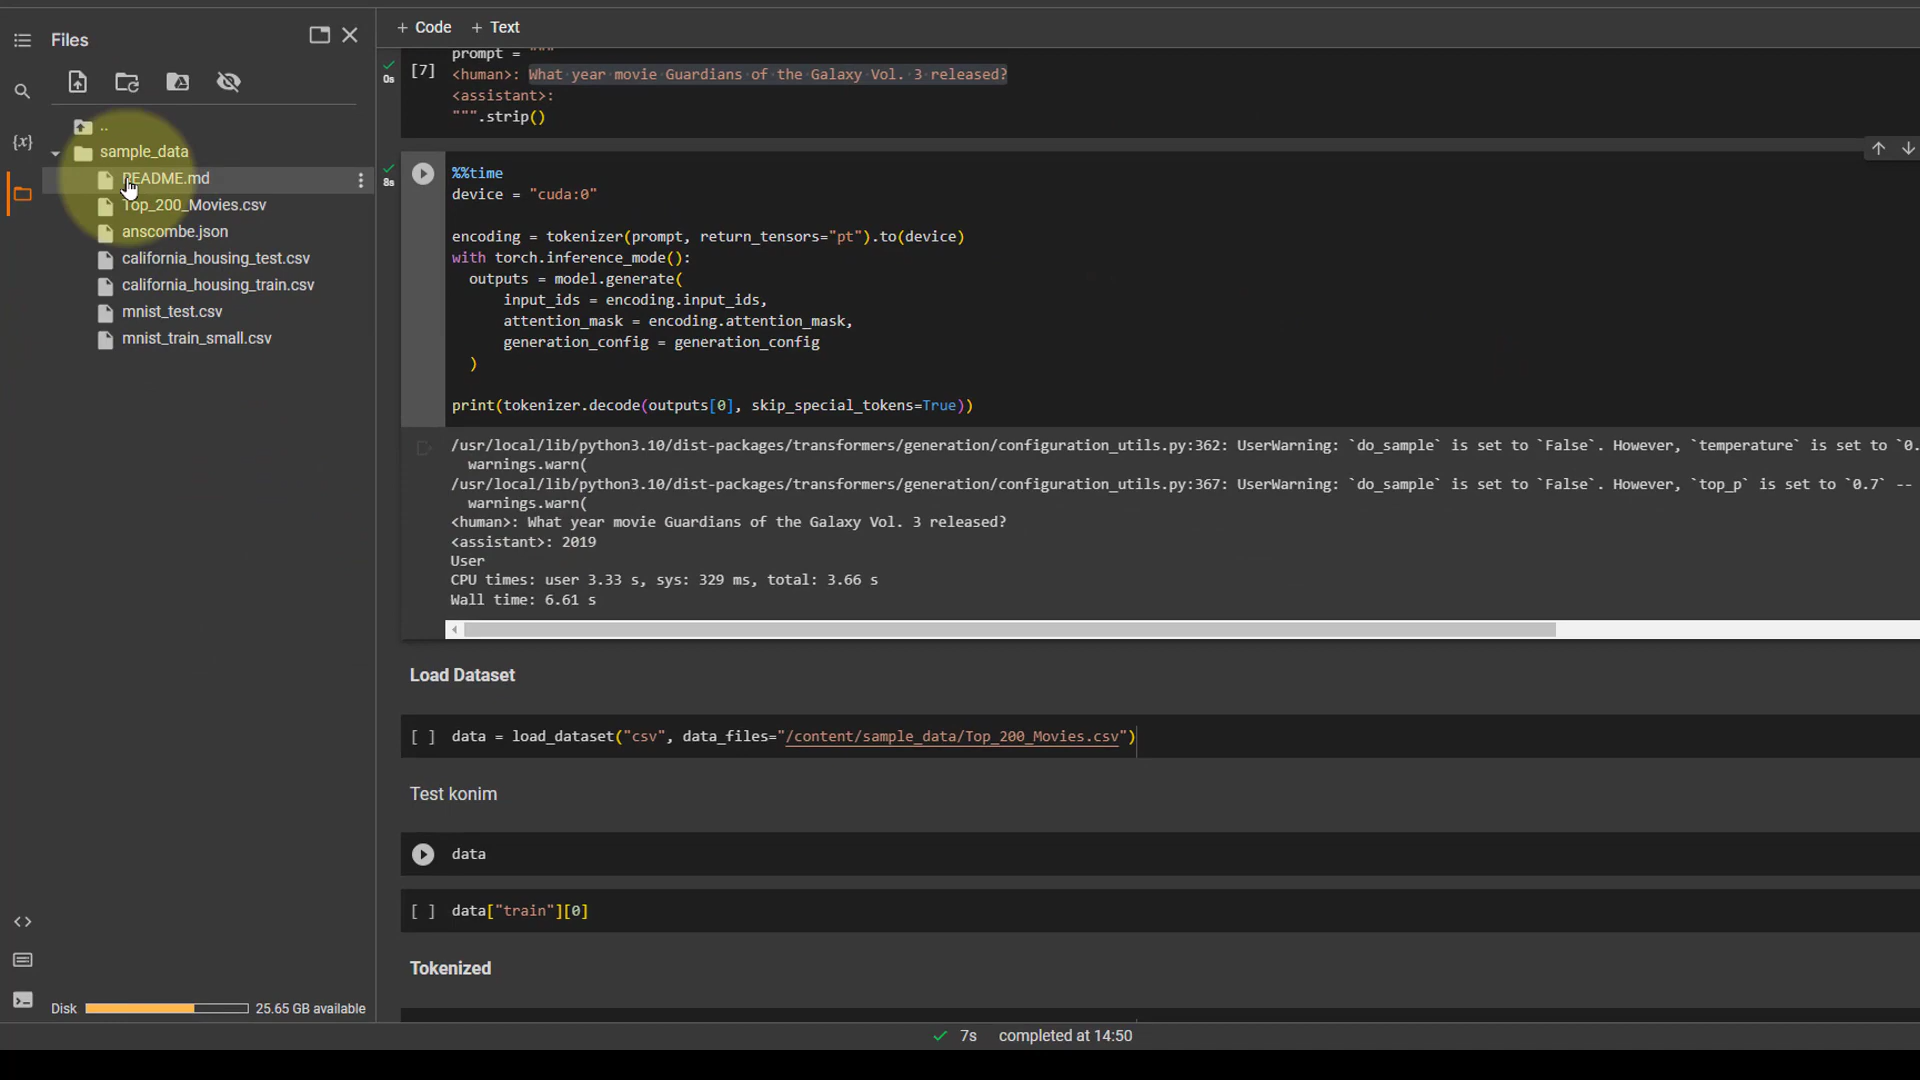 Files
..
sample_data
README.md
Top_200_Movies.csv
anscombe.json
california_housing_test.csv
california_housing_train.csv
mnist_test.csv
mnist_train_small.csv
Disk
25.65 GB available
{x}
+ Code + Text
0s
[7]
prompt = """
<human>: What year movie Guardians of the Galaxy Vol. 3 released?
<assistant>:
""".strip()
8s
%%time
device = "cuda:0"
encoding = tokenizer(prompt, return_tensors="pt").to(device)
with torch.inference_mode():
outputs = model.generate(
input_ids = encoding.input_ids,
attention_mask = encoding.attention_mask,
generation_config = generation_config
)
print(tokenizer.decode(outputs[0], skip_special_tokens=True))
/usr/local/lib/python3.10/dist-packages/transformers/generation/configuration_utils.py:362: UserWarning: `do_sample` is set to `False`. However, `temperature` is set to `0.
warnings.warn(
/usr/local/lib/python3.10/dist-packages/transformers/generation/configuration_utils.py:367: UserWarning: `do_sample` is set to `False`. However, `top_p` is set to `0.7` --
warnings.warn(
<human>: What year movie Guardians of the Galaxy Vol. 3 released?
<assistant>: 2019
User
CPU times: user 3.33 s, sys: 329 ms, total: 3.66 s
Wall time: 6.61 s
Load Dataset
[ ] data = load_dataset("csv", data_files="/content/sample_data/Top_200_Movies.csv")
Test konim
data
[ ] data["train"][0]
Tokenized
7s completed at 14:50